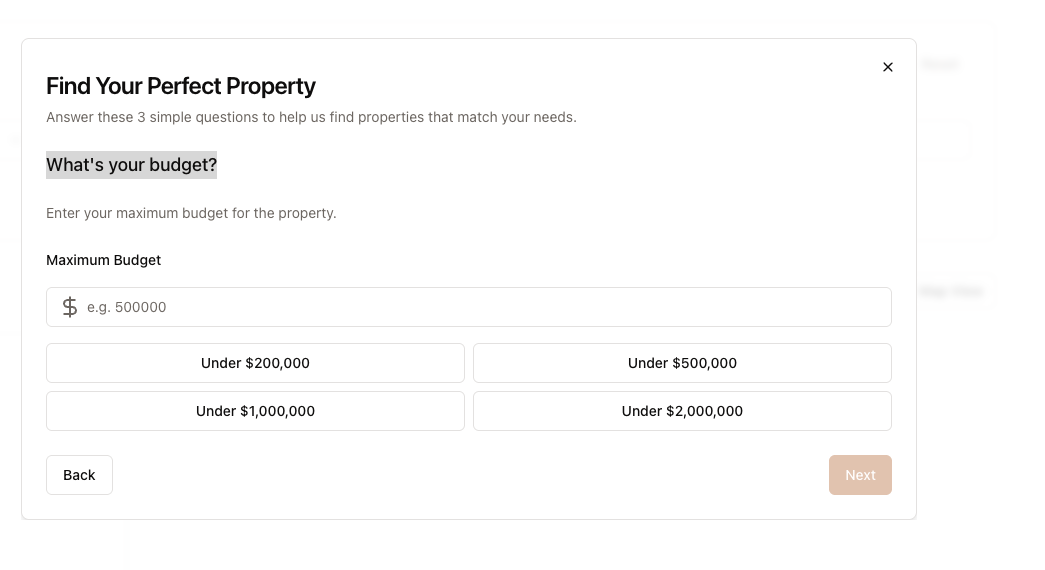 Find Your Perfect Property
Answer these 3 simple questions to help us find properties that match your needs.
What's your budget?
Enter your maximum budget for the property.
Maximum Budget
e.g. 500000
Under $200,000
Under $500,000
Under $1,000,000
Under $2,000,000
Back
Next